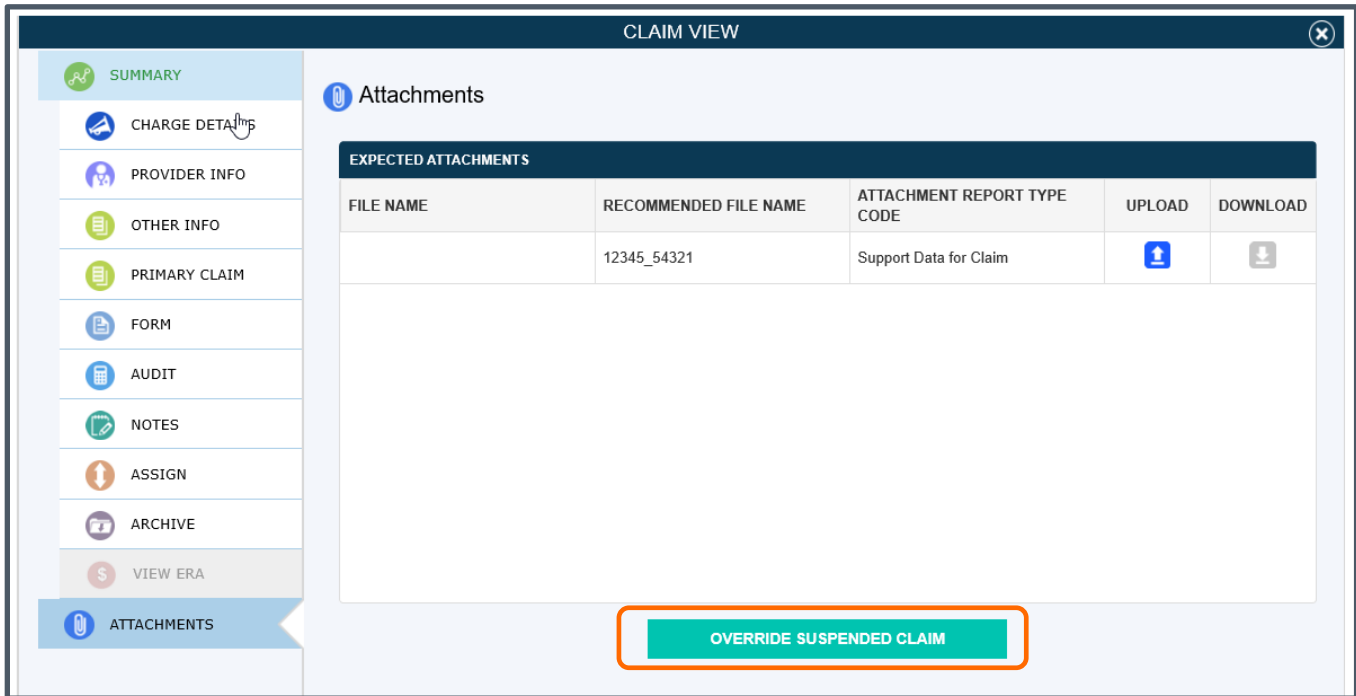 CLAIM VIEW
SUMMARY
CHARGE DETAILS
PROVIDER INFO
OTHER INFO
PRIMARY CLAIM
FORM
AUDIT
NOTES
ASSIGN
ARCHIVE
VIEW ERA
ATTACHMENTS
Attachments
EXPECTED ATTACHMENTS
FILE NAME
RECOMMENDED FILE NAME
ATTACHMENT REPORT TYPE
CODE
UPLOAD
DOWNLOAD
12345_54321
Support Data for Claim
OVERRIDE SUSPENDED CLAIM